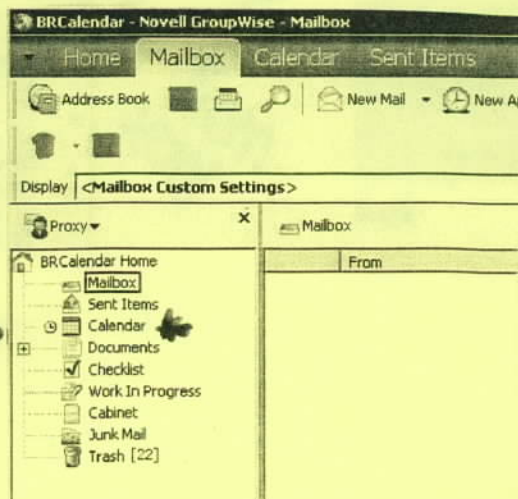 BRCalendar - Novell GroupWise - Mailbox
Home Mailbox Calendar Sent Items
Address Book New Mail New A
Display <Mailbox Custom Settings>
Proxy Mailbox
From
BRCalendar Home
Mailbox
Sent Items
Calendar
Documents
Checklist
Work In Progress
Cabinet
Junk Mail
Trash [22]